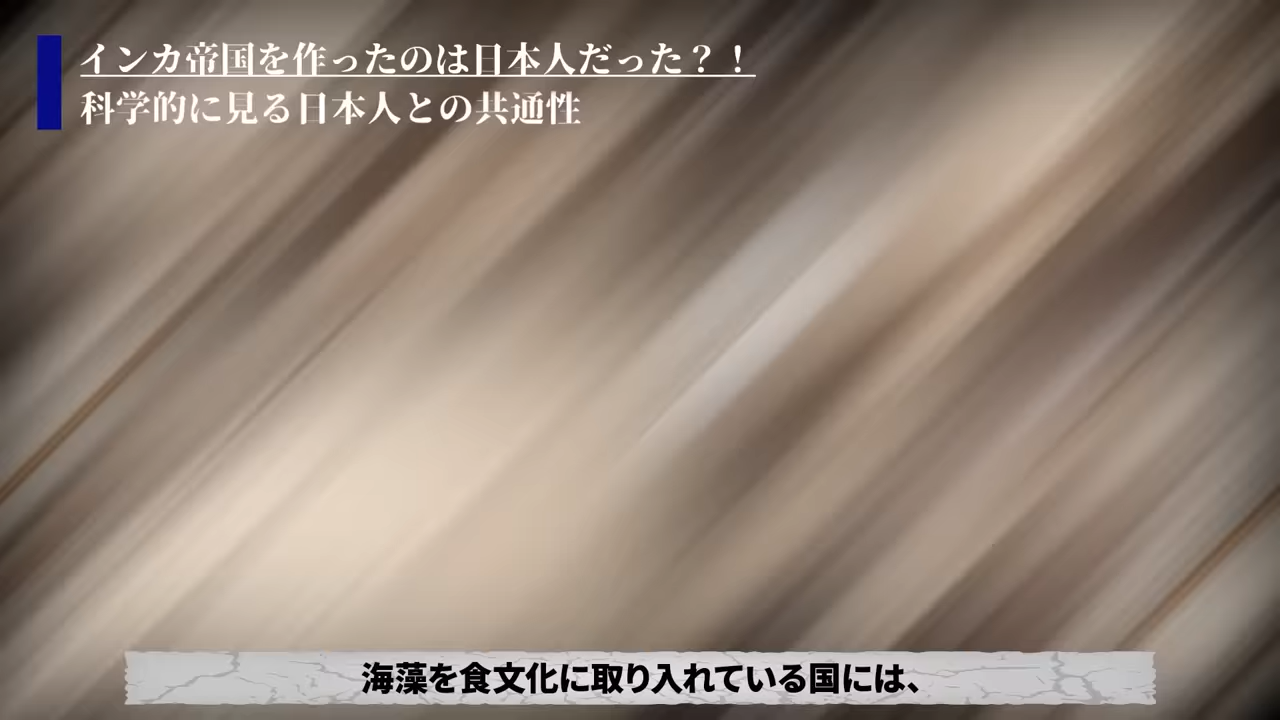 インカ帝国を作ったのは日本人だった？！
科学的に見る日本人との共通性
海藻を食文化に取り入れている国には、